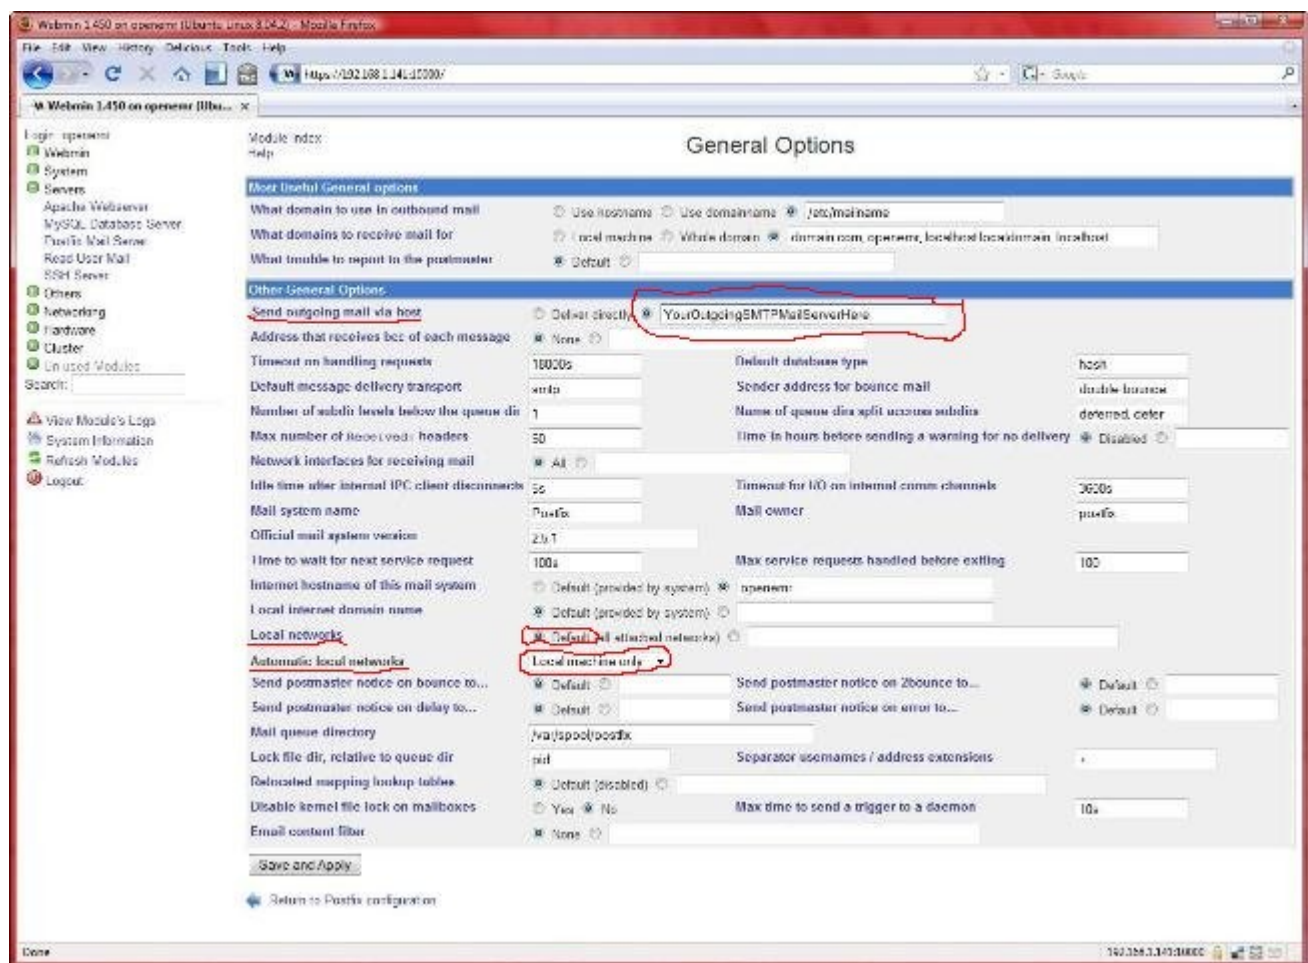 Webmin 1.450 on openemr (Ubuntu Linux 8.04.2) - Mozilla Firefox
File Edit View History Delicious Tools Help
https://192.168.1.141:10000/ Google
Webmin 1.450 on openemr (Ubu...
Login: openemr
Webmin
System
Servers
Apache Webserver
MySQL Database Server
Postfix Mail Server
Read User Mail
SSH Server
Others
Networking
Hardware
Cluster
Un-used Modules
Search:
View Module's Logs
System Information
Refresh Modules
Logout
Module Index
Help
General Options
Most Useful General options
What domain to use in outbound mail Use hostname Use domainname /etc/mailname
What domains to receive mail for Local machine Whole domain domain.com, openemr, localhost.localdomain, localhost
What trouble to report to the postmaster Default
Other General Options
Send outgoing mail via host Deliver directly YourOutgoingSMTPMailServerHere
Address that receives bcc of each message None
Timeout on handling requests 18000s Default database type hash
Default message delivery transport smtp Sender address for bounce mail double-bounce
Number of subdir levels below the queue dir 1 Name of queue dirs split accross subdirs deferred, defer
Max number of Received: headers 50 Time in hours before sending a warning for no delivery Disabled
Network interfaces for receiving mail All
Idle time after internal IPC client disconnects 5s Timeout for I/O on internal comm channels 3600s
Mail system name Postfix Mail owner postfix
Official mail system version 2.5.1
Time to wait for next service request 100s Max service requests handled before exiting 100
Internet hostname of this mail system Default (provided by system) openemr
Local internet domain name Default (provided by system)
Local networks Default (all attached networks)
Automatic local networks Local machine only
Send postmaster notice on bounce to... Default Send postmaster notice on 2bounce to... Default
Send postmaster notice on delay to... Default Send postmaster notice on error to... Default
Mail queue directory /var/spool/postfix
Lock file dir, relative to queue dir pid Separator usernames / address extensions +
Relocated mapping lookup tables Default (disabled)
Disable kernel file lock on mailboxes Yes No Max time to send a trigger to a daemon 10s
Email content filter None
Save and Apply
Return to Postfix configuration
Done 192.168.1.141:10000